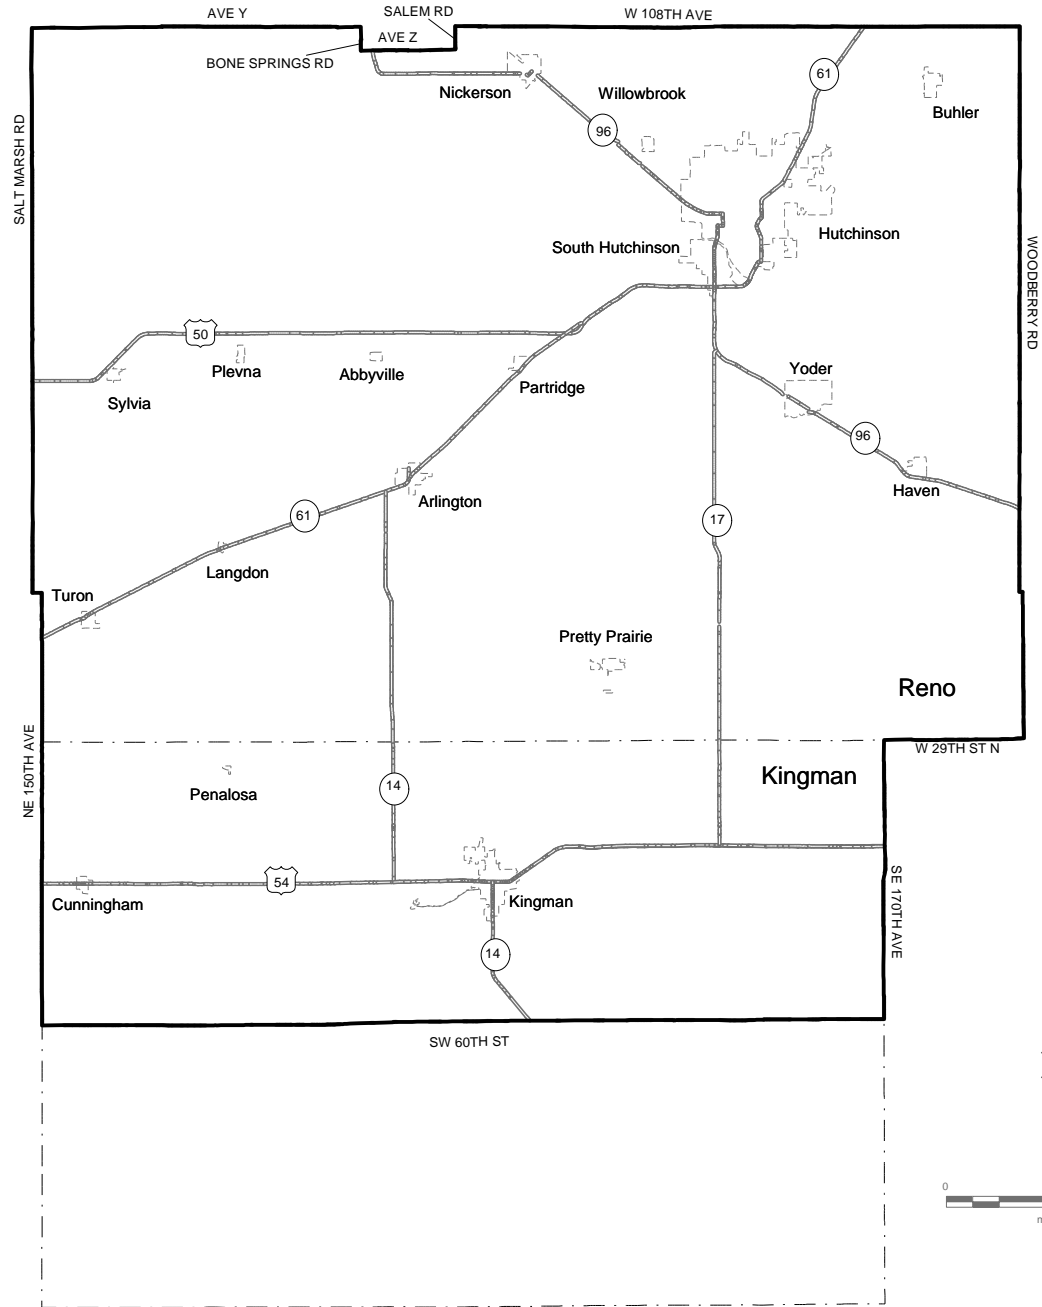 AVE Y
SALEM RD
W 108TH AVE
AVE Z
BONE SPRINGS RD
61
Nickerson
Willowbrook
Buhler
96
SALT MARSH RD
South Hutchinson
Hutchinson
WOODBERRY RD
50
Plevna
Abbyville
Partridge
Yoder
Sylvia
96
Haven
Arlington
61
17
Langdon
Turon
Pretty Prairie
Reno
W 29TH ST N
NE 150TH AVE
Kingman
Penalosa
14
54
Cunningham
Kingman
SE 170TH AVE
14
SW 60TH ST
0